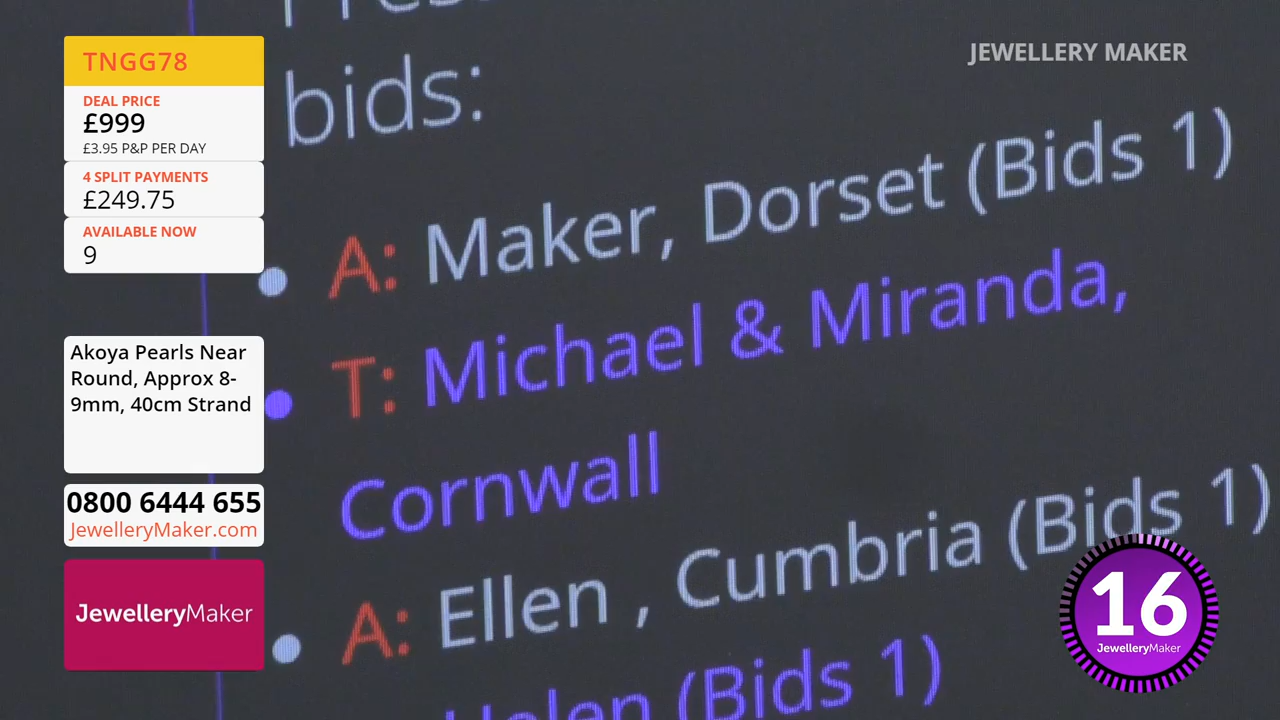 TNGG78
DEAL PRICE
£999
£3.95 P&P PER DAY
4 SPLIT PAYMENTS
£249.75
AVAILABLE NOW
9
Akoya Pearls Near
Round, Approx 8-
9mm, 40cm Strand
0800 6444 655
JewelleryMaker.com
JewelleryMaker
JEWELLERY MAKER
bids:
A: Maker, Dorset (Bids 1)
T: Michael & Miranda,
Cornwall
A: Ellen , Cumbria (Bids 1)
Helen (Bids 1)
16
JewelleryMaker